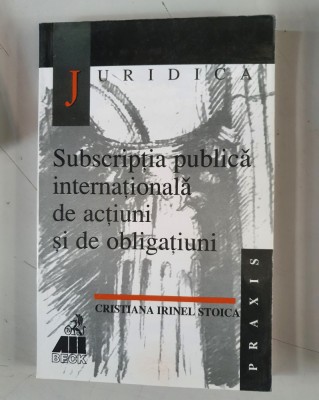 JURIDICA
Subscripția publică
internațională
de acțiuni
și de obligațiuni
CRISTIANA IRINEL STOICA
PRAXIS
ALL
BECK